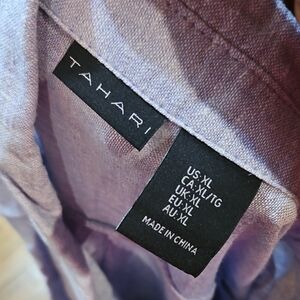 TAHARI
US:XL
CA:XL/TG
UK:XL
EU:XL
AU:XL
MADE IN CHINA